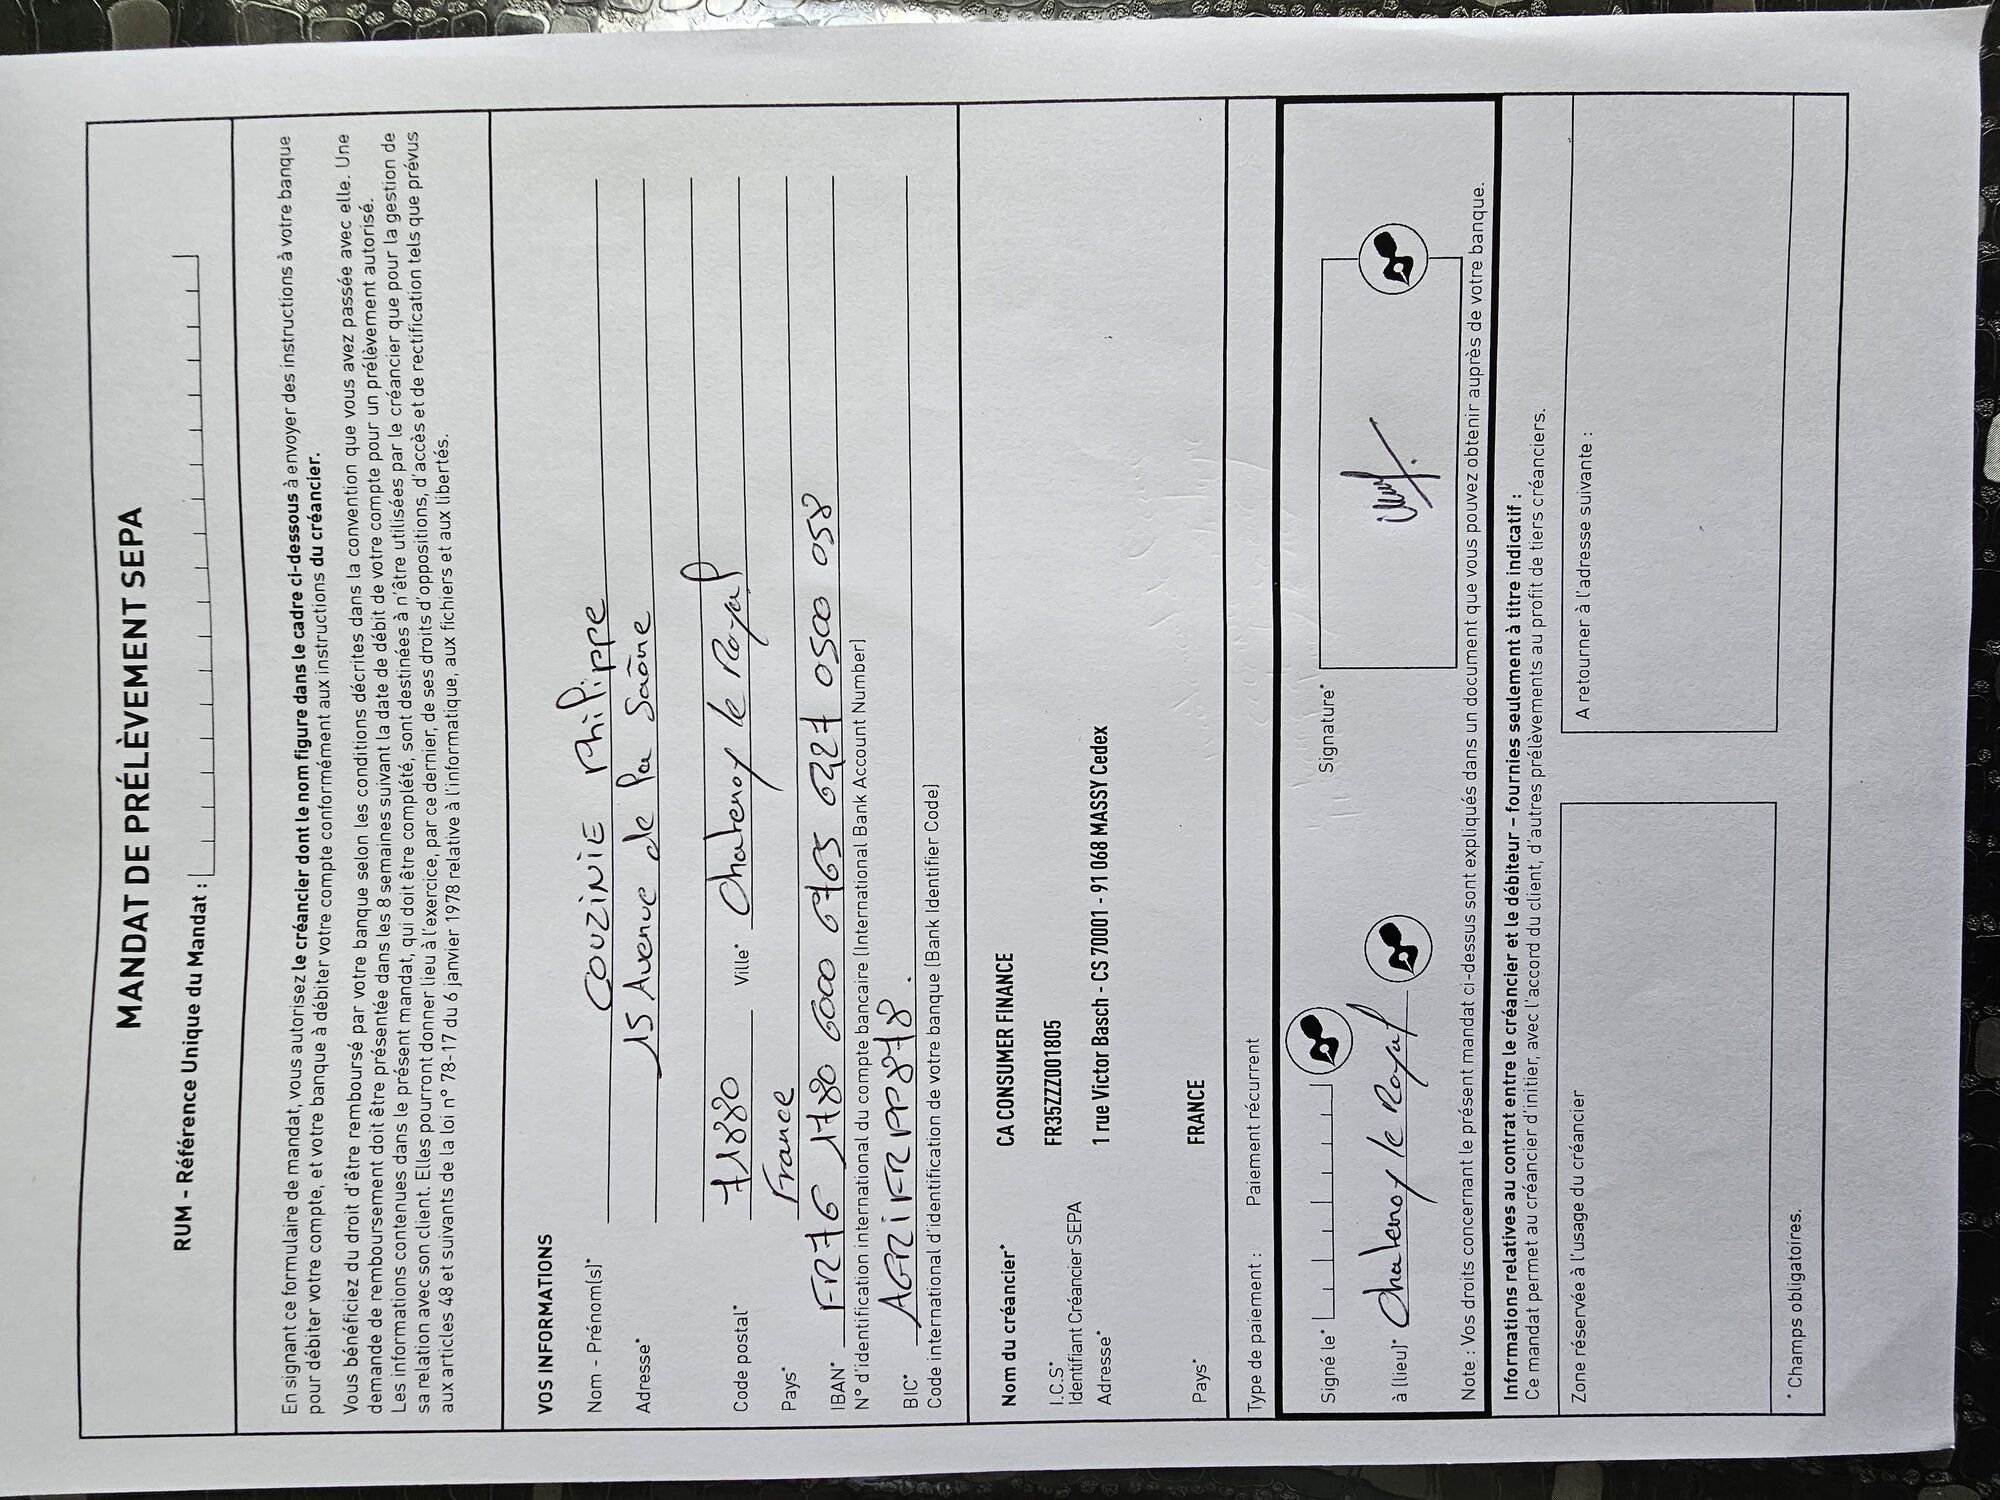 MANDAT DE PRÉLÈVEMENT SEPA
RUM - Référence Unique du Mandat :
En signant ce formulaire de mandat, vous autorisez le créancier dont le nom figure dans le cadre ci-dessous à envoyer des instructions à votre banque
pour débiter votre compte, et votre banque à débiter votre compte conformément aux instructions du créancier.
Vous bénéficiez du droit d'être remboursé par votre banque selon les conditions décrites dans la convention que vous avez passée avec elle. Une
demande de remboursement doit être présentée dans les 8 semaines suivant la date de débit de votre compte pour un prélèvement autorisé.
Les informations contenues dans le présent mandat, qui doit être complété, sont destinées à n'être utilisées par le créancier que pour la gestion de
sa relation avec son client. Elles pourront donner lieu à l'exercice, par ce dernier, de ses droits d'oppositions, d'accès et de rectification tels que prévus
aux articles 48 et suivants de la loi n° 78-17 du 6 janvier 1978 relative à l'informatique, aux fichiers et aux libertés.
VOS INFORMATIONS
Nom - Prénom(s)* COUZINIE Philippe
Adresse* 15 Avenue de la Saône
Code postal* 71880 Ville* Chatenoy le Royal
Pays* France
IBAN* FR76 1780 6000 6765 6227 0500 058
N° d'identification international du compte bancaire (International Bank Account Number)
BIC* AGRIFRPP878.
Code international d'identification de votre banque (Bank Identifier Code)
Nom du créancier* CA CONSUMER FINANCE
I.C.S* FR35ZZZ001805
Identifiant Créancier SEPA
Adresse* 1 rue Victor Basch - CS 70001 - 91 068 MASSY Cedex
Pays* FRANCE
Type de paiement : Paiement récurrent
Signé le* Signature*
à (lieu)* Chatenoy le Royal
Note : Vos droits concernant le présent mandat ci-dessus sont expliqués dans un document que vous pouvez obtenir auprès de votre banque.
Informations relatives au contrat entre le créancier et le débiteur – fournies seulement à titre indicatif :
Ce mandat permet au créancier d'initier, avec l'accord du client, d'autres prélèvements au profit de tiers créanciers.
Zone réservée à l'usage du créancier
A retourner à l'adresse suivante :
* Champs obligatoires.